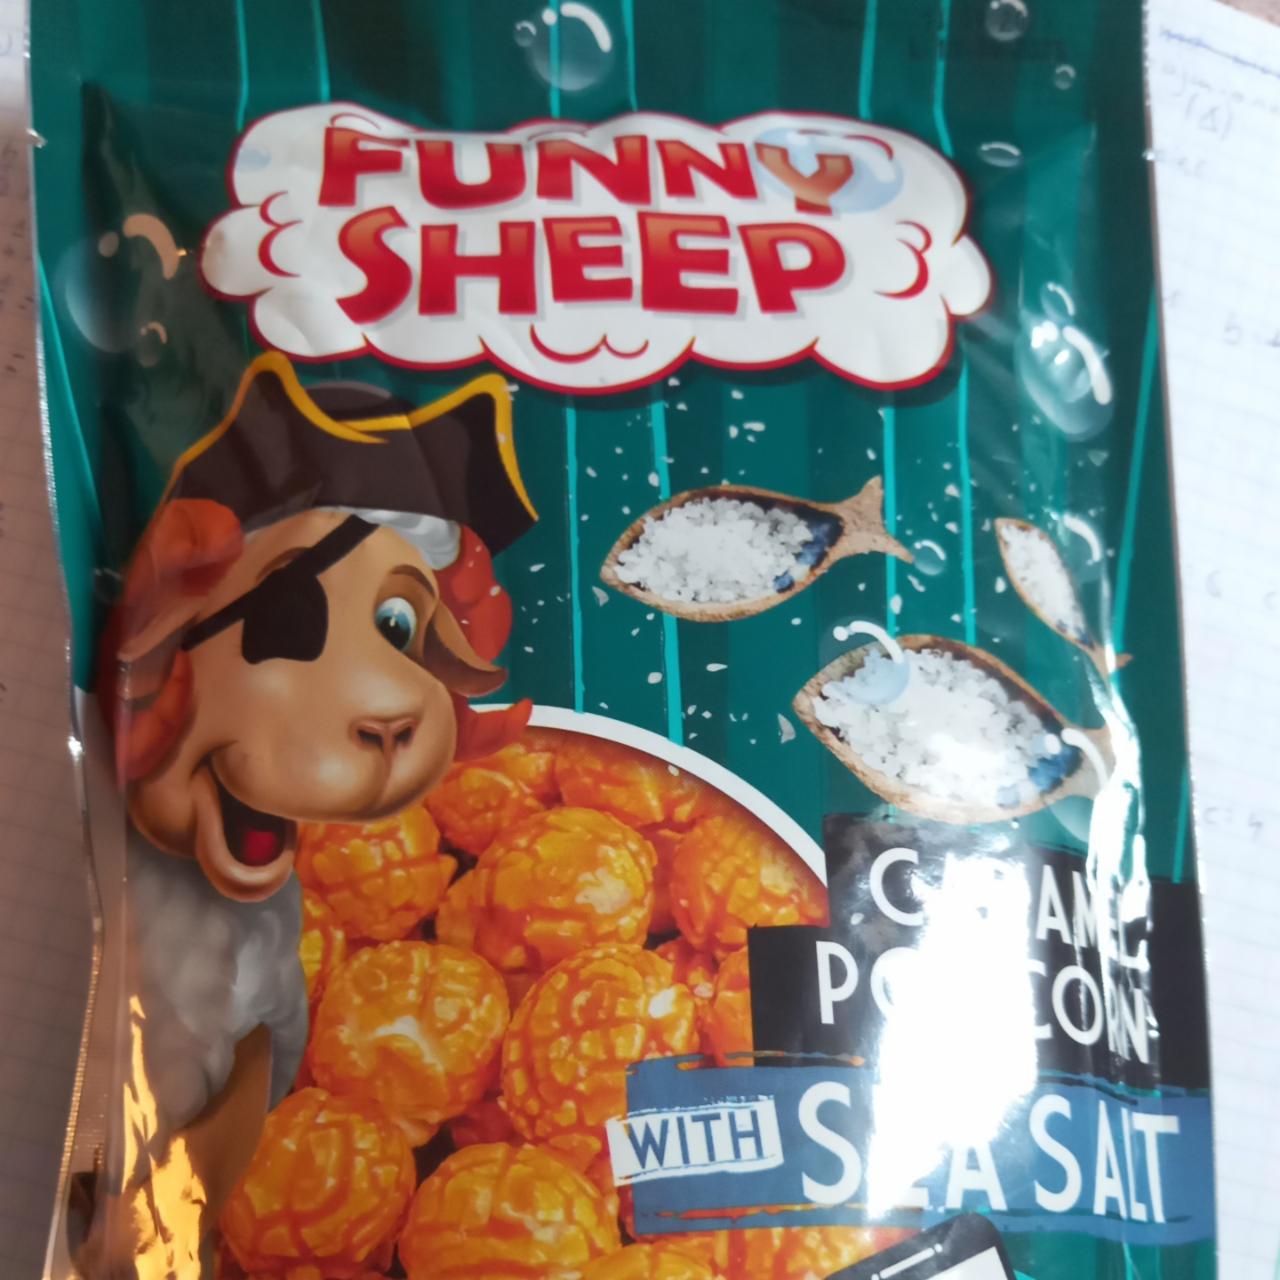 FUNNY
SHEEP
CARAMEL
POPCORN
WITH SEA SALT